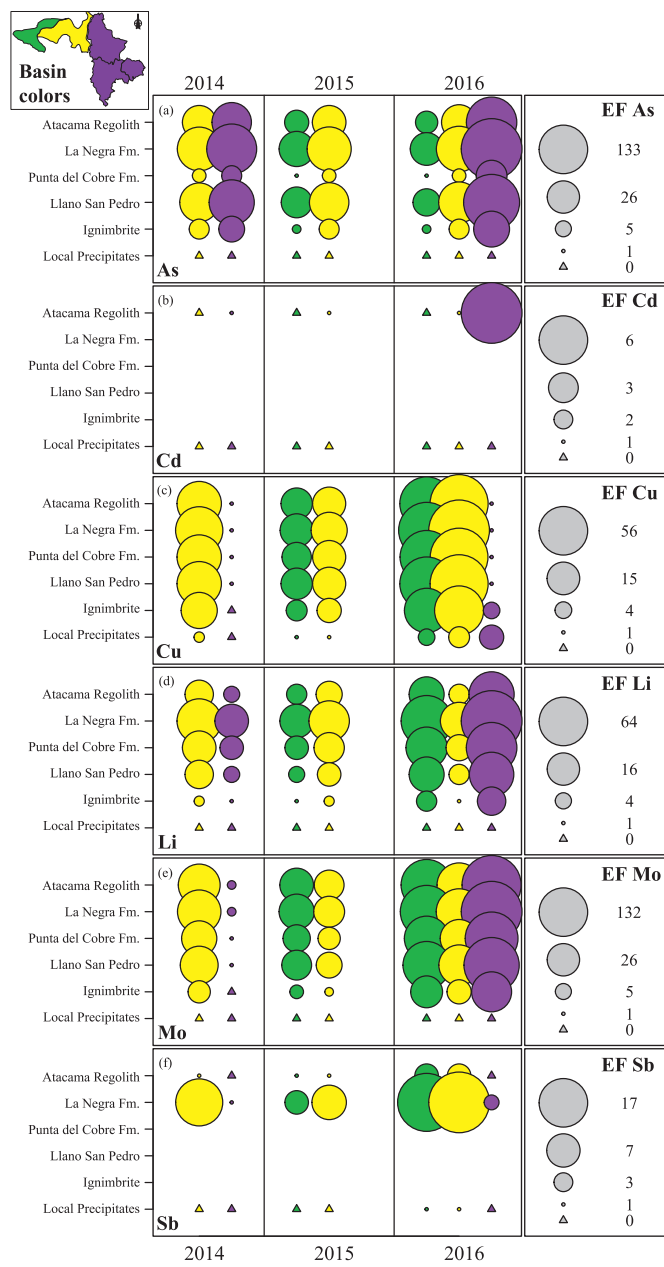 Basin
colors
2014
2015
2016
(a)
Atacama Regolith
La Negra Fm.
Punta del Cobre Fm.
Llano San Pedro
Ignimbrite
Local Precipitates
As
EF As
133
26
5
1
0
(b)
Atacama Regolith
La Negra Fm.
Punta del Cobre Fm.
Llano San Pedro
Ignimbrite
Local Precipitates
Cd
EF Cd
6
3
2
1
0
(c)
Atacama Regolith
La Negra Fm.
Punta del Cobre Fm.
Llano San Pedro
Ignimbrite
Local Precipitates
Cu
EF Cu
56
15
4
1
0
(d)
Atacama Regolith
La Negra Fm.
Punta del Cobre Fm.
Llano San Pedro
Ignimbrite
Local Precipitates
Li
EF Li
64
16
4
1
0
(e)
Atacama Regolith
La Negra Fm.
Punta del Cobre Fm.
Llano San Pedro
Ignimbrite
Local Precipitates
Mo
EF Mo
132
26
5
1
0
(f)
Atacama Regolith
La Negra Fm.
Punta del Cobre Fm.
Llano San Pedro
Ignimbrite
Local Precipitates
Sb
EF Sb
17
7
3
1
0
2014
2015
2016